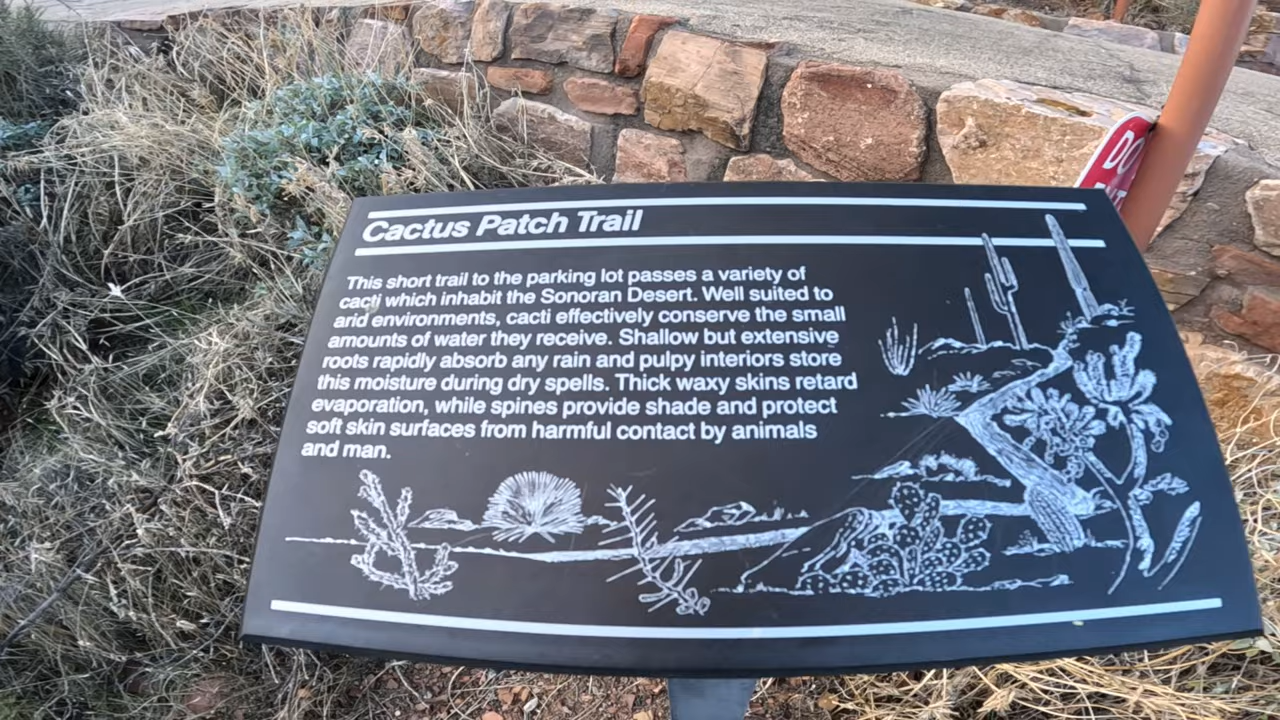 Cactus Patch Trail
This short trail to the parking lot passes a variety of
cacti which inhabit the Sonoran Desert. Well suited to
arid environments, cacti effectively conserve the small
amounts of water they receive. Shallow but extensive
roots rapidly absorb any rain and pulpy interiors store
this moisture during dry spells. Thick waxy skins retard
evaporation, while spines provide shade and protect
soft skin surfaces from harmful contact by animals
and man.
DO